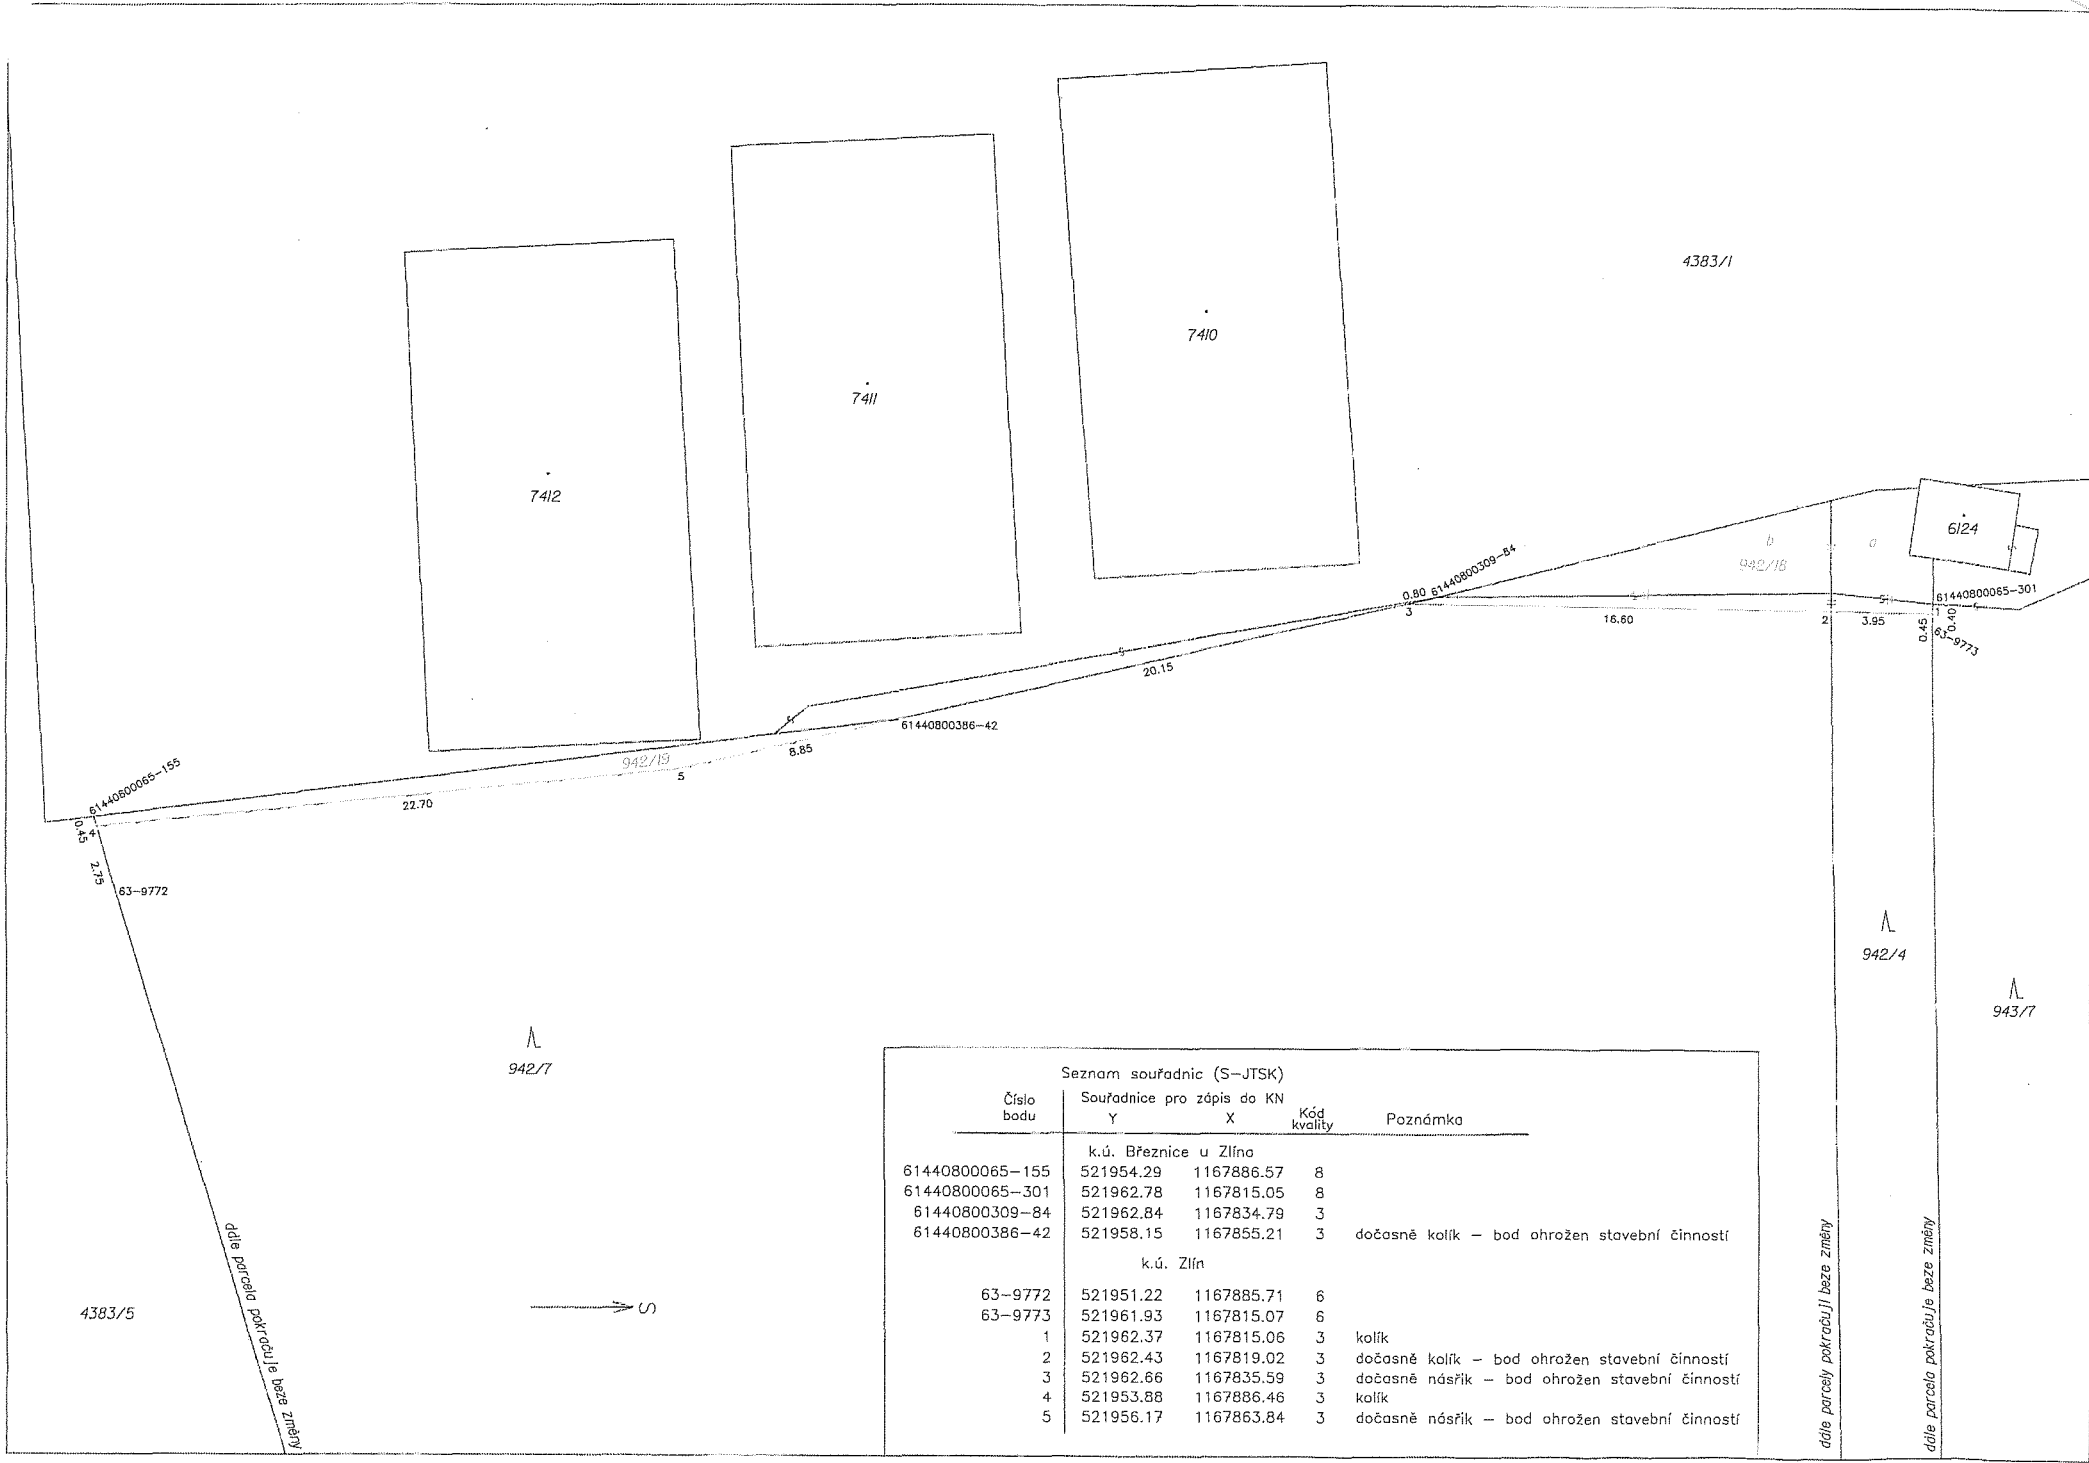 4383/1
7410
7411
7412
6124
b
a
942/18
61440800309-84
0.80
3
16.60
2
3.95
1
61440800065-301
0.40
0.45
63-9773
20.15
61440800386-42
8.85
942/19
5
22.70
61440800065-155
0.45
4
2.75
63-9772
942/4
943/7
942/7
4383/5
S
dále parcela pokračuje beze změny
dále parcely pokračují beze změny
dále parcela pokračuje beze změny
Seznam souřadnic (S-JTSK)
Číslo bodu Souřadnice pro zápis do KN
Y X Kód kvality Poznámka
k.ú. Březnice u Zlína
61440800065-155 521954.29 1167886.57 8
61440800065-301 521962.78 1167815.05 8
61440800309-84 521962.84 1167834.79 3
61440800386-42 521958.15 1167855.21 3 dočasně kolík – bod ohrožen stavební činností
k.ú. Zlín
63-9772 521951.22 1167885.71 6
63-9773 521961.93 1167815.07 6
1 521962.37 1167815.06 3 kolík
2 521962.43 1167819.02 3 dočasně kolík – bod ohrožen stavební činností
3 521962.66 1167835.59 3 dočasně nástřik – bod ohrožen stavební činností
4 521953.88 1167886.46 3 kolík
5 521956.17 1167863.84 3 dočasně nástřik – bod ohrožen stavební činností